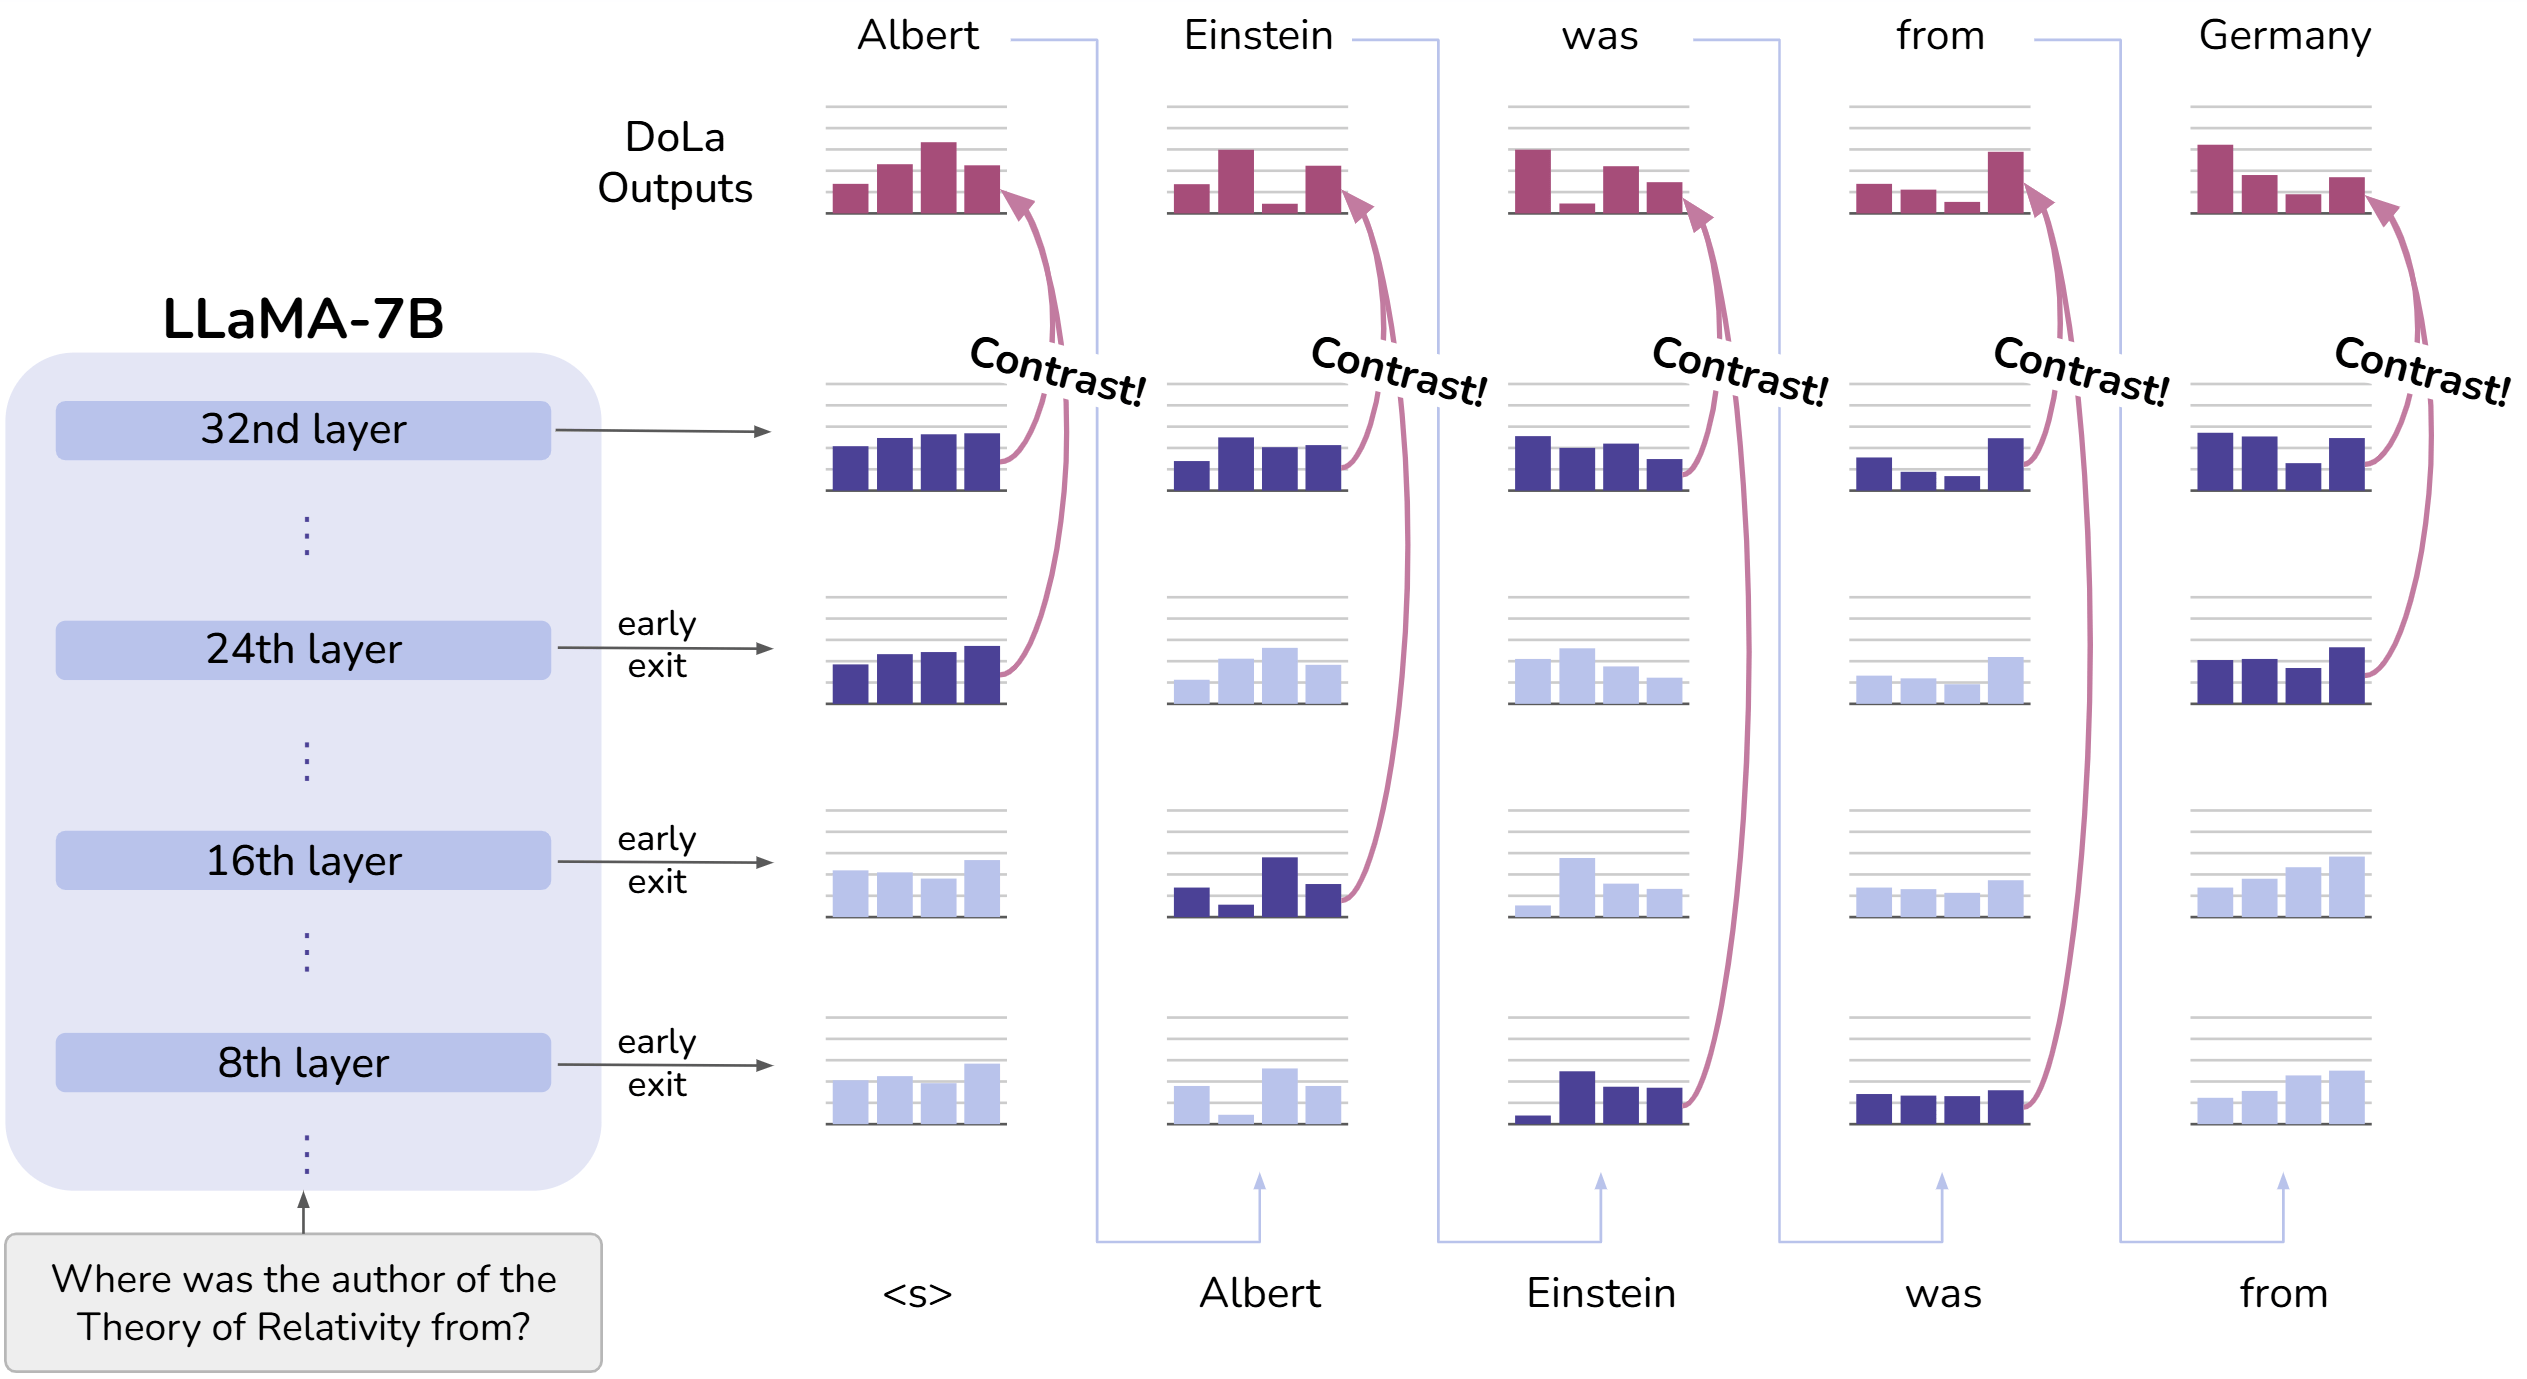 Albert
Einstein
was
from
Germany
DoLa
Outputs
LLaMA-7B
Contrast!
Contrast!
Contrast!
Contrast!
Contrast!
32nd layer
24th layer
early
exit
16th layer
early
exit
8th layer
early
exit
Where was the author of the
Theory of Relativity from?
<s>
Albert
Einstein
was
from